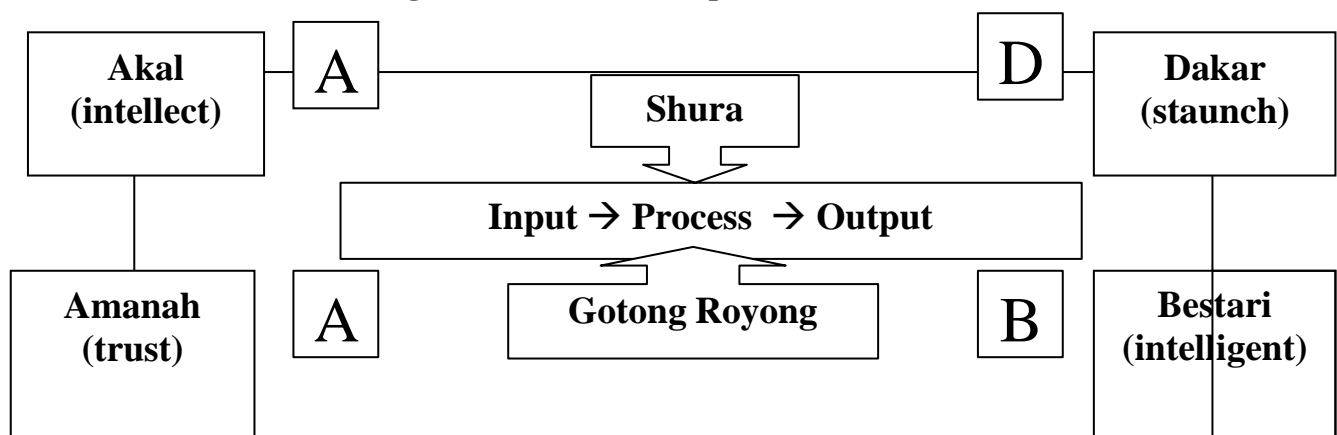 Akal
(intellect)
A
D
Dakar
(staunch)
Shura
Input → Process → Output
Amanah
(trust)
A
Gotong Royong
B
Bestari
(intelligent)